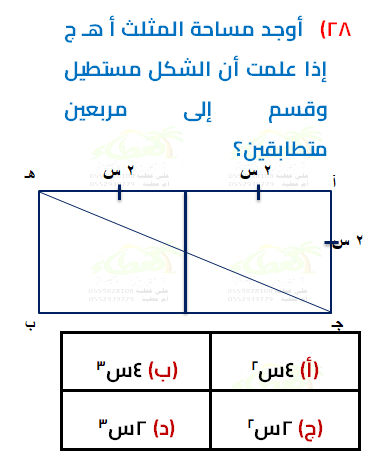 ٢٨) أوجد مساحة المثلث أ هـ ج
إذا علمت أن الشكل مستطيل
وقسم إلى مربعين
متطابقين؟
هـ ٢ س ٢ س أ
٢ س
ب جـ
(أ) ٤س٢ (ب) ٤س٣
(ج) ٢س٢ (د) ٢س٣